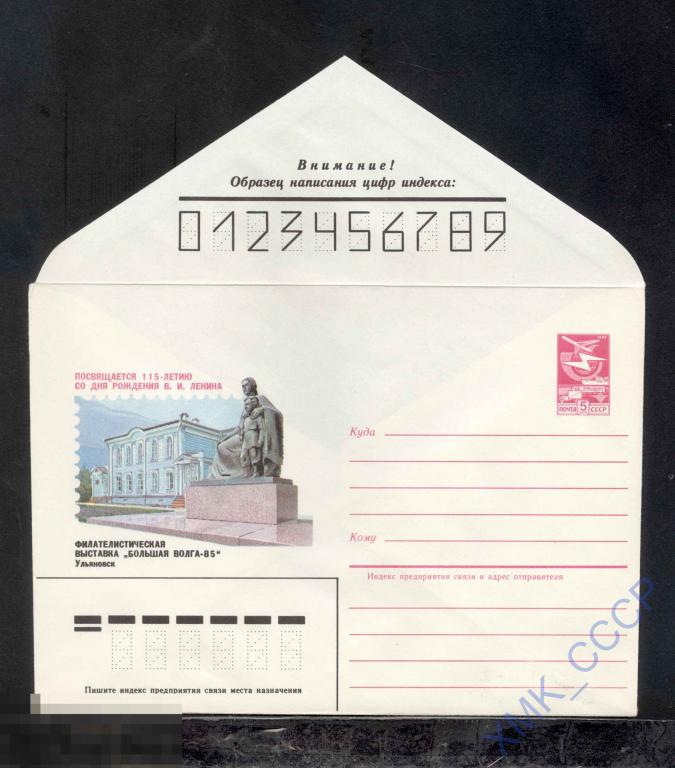 Внимание!
Образец написания цифр индекса:
0123456789
ПОСВЯЩАЕТСЯ 115-ЛЕТИЮ
СО ДНЯ РОЖДЕНИЯ В. И. ЛЕНИНА
ПОЧТА 5 СССР
Куда
Кому
ФИЛАТЕЛИСТИЧЕСКАЯ
ВЫСТАВКА „БОЛЬШАЯ ВОЛГА-85“
Ульяновск
Индекс предприятия связи и адрес отправителя
Пишите индекс предприятия связи места назначения
ХМК_СССР